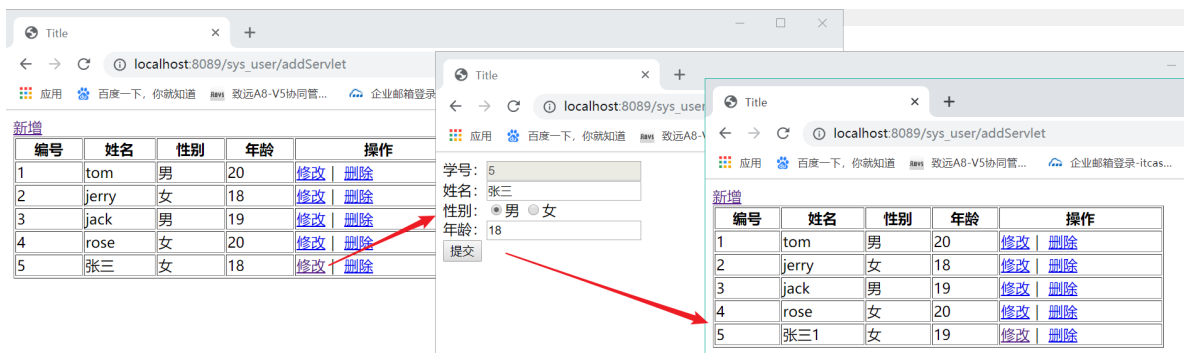 Title
localhost:8089/sys_user/addServlet
应用 百度一下，你就知道 致远A8-V5协同管... 企业邮箱登录
新增
编号 姓名 性别 年龄 操作
1 tom 男 20 修改 | 删除
2 jerry 女 18 修改 | 删除
3 jack 男 19 修改 | 删除
4 rose 女 20 修改 | 删除
5 张三 女 18 修改 | 删除
Title
localhost:8089/sys_user
应用 百度一下，你就知道 致远A8-V
学号： 5
姓名： 张三
性别： 男 女
年龄： 18
提交
Title
localhost:8089/sys_user/addServlet
应用 百度一下，你就知道 致远A8-V5协同管... 企业邮箱登录-itcas...
新增
编号 姓名 性别 年龄 操作
1 tom 男 20 修改 | 删除
2 jerry 女 18 修改 | 删除
3 jack 男 19 修改 | 删除
4 rose 女 20 修改 | 删除
5 张三1 女 19 修改 | 删除